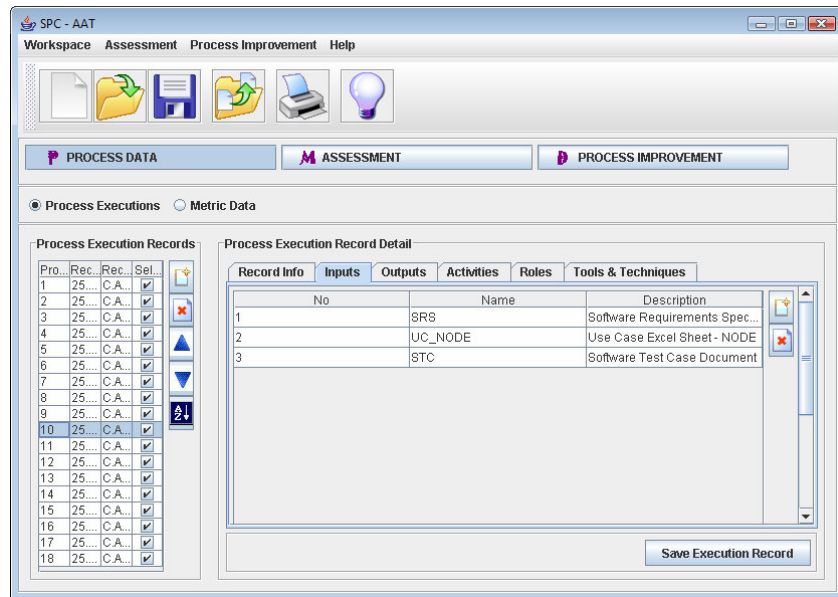 SPC - AAT
Workspace Assessment Process Improvement Help
P PROCESS DATA
M ASSESSMENT
PROCESS IMPROVEMENT
Process Executions Metric Data
Process Execution Records
Pro... Rec... Rec... Sel...
1 25.... C.A...
2 25.... C.A...
3 25.... C.A...
4 25.... C.A...
5 25.... C.A...
6 25.... C.A...
7 25.... C.A...
8 25.... C.A...
9 25.... C.A...
10 25.... C.A...
11 25.... C.A...
12 25.... C.A...
13 25.... C.A...
14 25.... C.A...
15 25.... C.A...
16 25.... C.A...
17 25.... C.A...
18 25.... C.A...
A
Z
Process Execution Record Detail
Record Info Inputs Outputs Activities Roles Tools & Techniques
No Name Description
1 SRS Software Requirements Spec...
2 UC_NODE Use Case Excel Sheet - NODE
3 STC Software Test Case Document
Save Execution Record